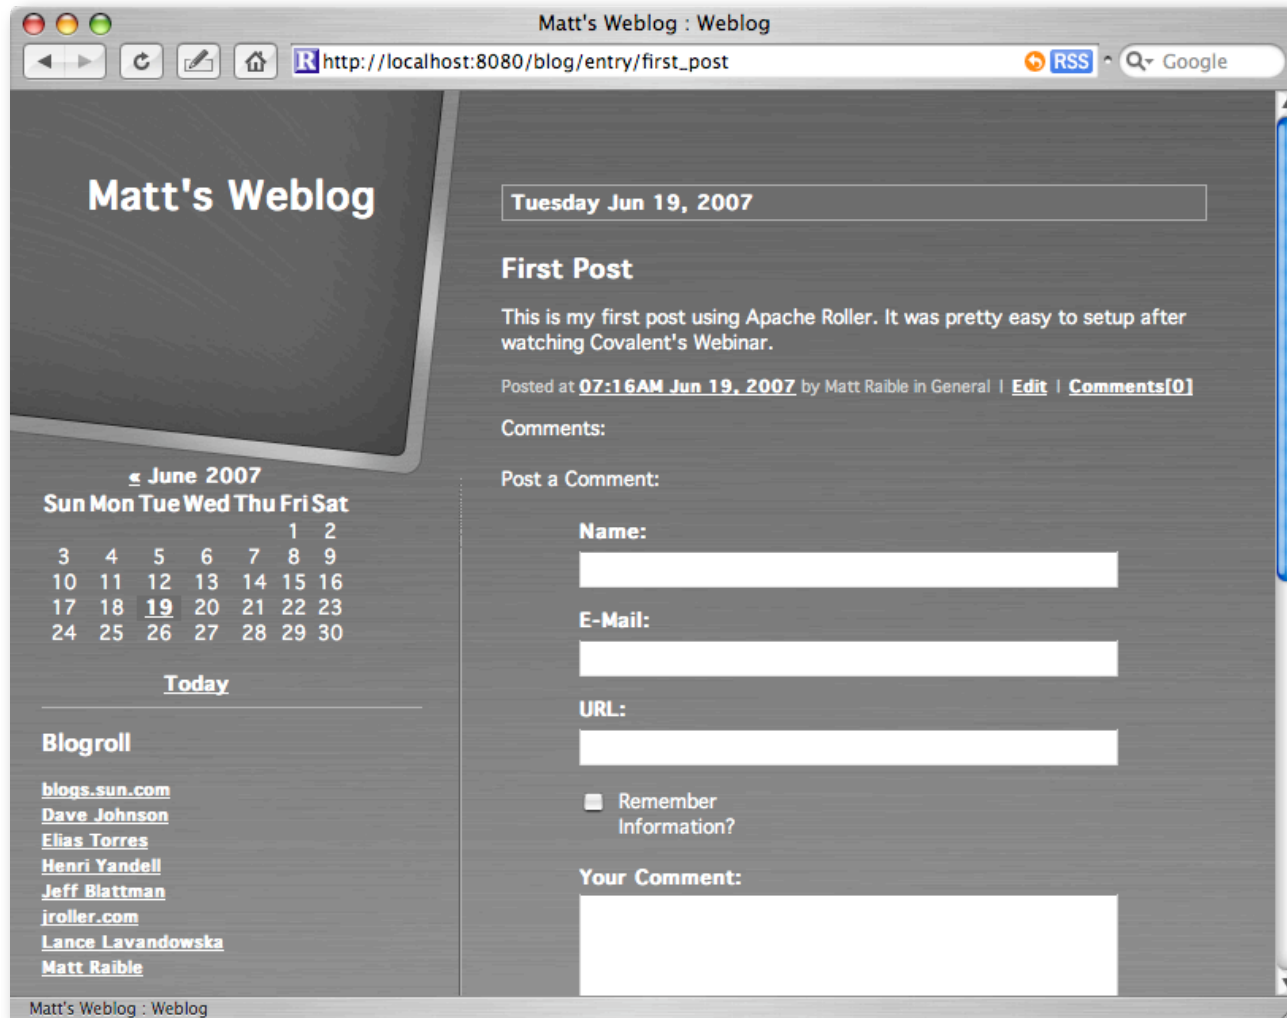 Matt's Weblog : Weblog
R http://localhost:8080/blog/entry/first_post RSS Google
Matt's Weblog
« June 2007
Sun Mon Tue Wed Thu Fri Sat
1 2
3 4 5 6 7 8 9
10 11 12 13 14 15 16
17 18 19 20 21 22 23
24 25 26 27 28 29 30
Today
Blogroll
blogs.sun.com
Dave Johnson
Elias Torres
Henri Yandell
Jeff Blattman
jroller.com
Lance Lavandowska
Matt Raible
Tuesday Jun 19, 2007
First Post
This is my first post using Apache Roller. It was pretty easy to setup after
watching Covalent's Webinar.
Posted at 07:16AM Jun 19, 2007 by Matt Raible in General | Edit | Comments[0]
Comments:
Post a Comment:
Name:
E-Mail:
URL:
Remember
Information?
Your Comment:
Matt's Weblog : Weblog